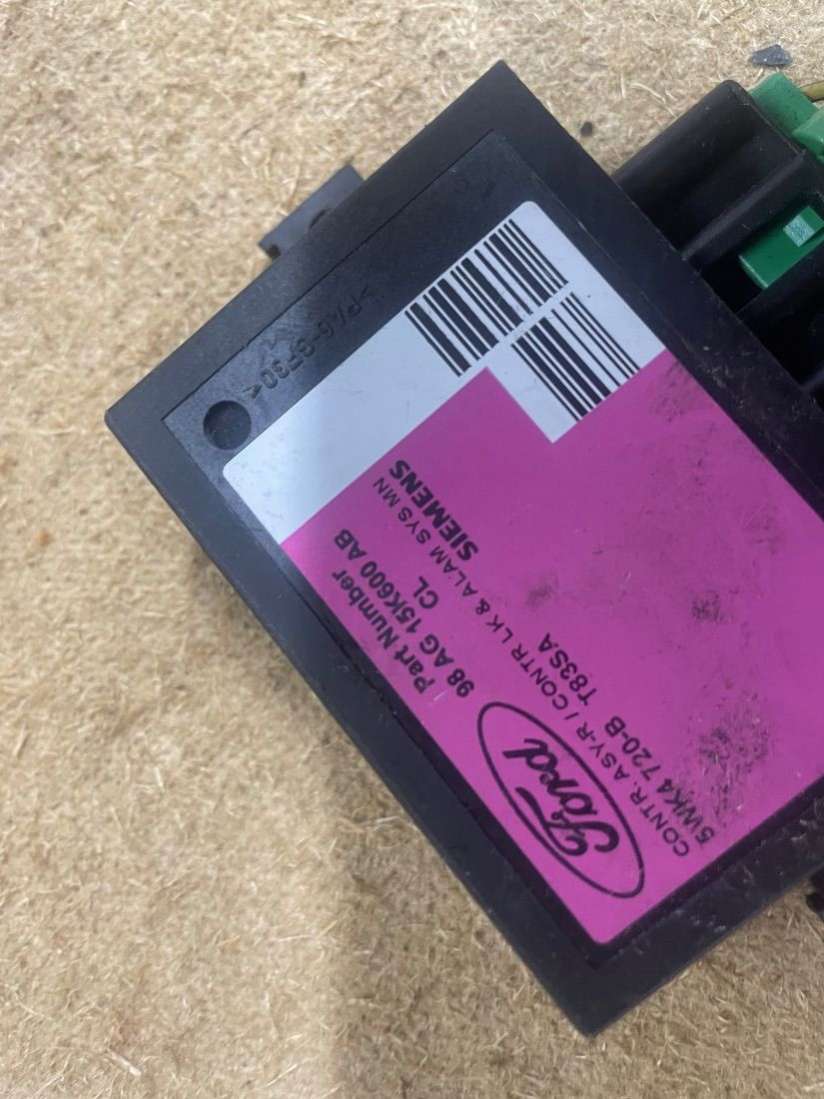 >PA6-GF30<
Ford
Part Number
98 AG 15K600 AB
CL
SIEMENS
CONTR. ASY-R / CONTR LK & ALAM SYS MN
5WK4 720-B T83SA